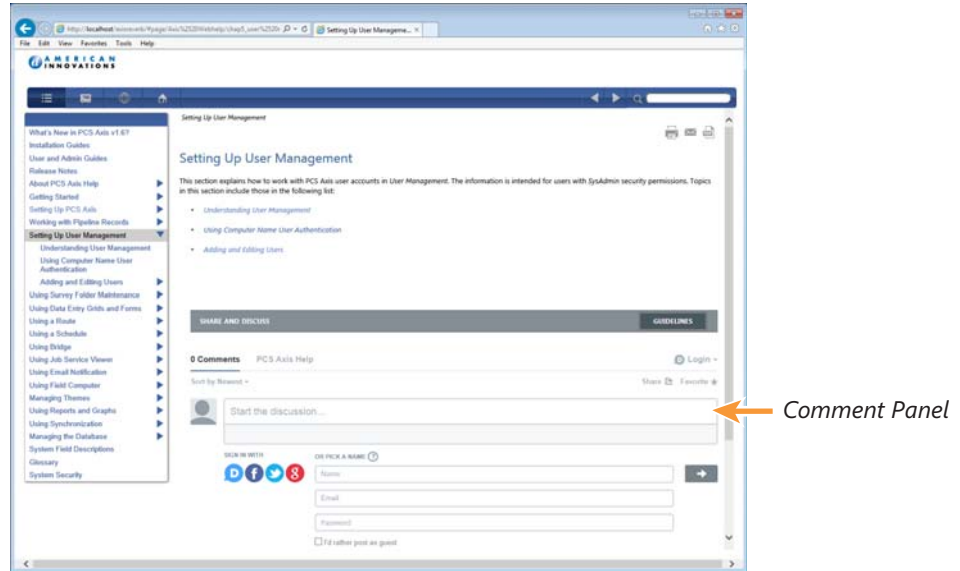 Setting Up User Manageme...
File Edit View Favorites Tools Help
AMERICAN
INNOVATIONS
Setting Up User Management
What's New in PCS Axis v1.6?
Installation Guides
User and Admin Guides
Release Notes
About PCS Axis Help
Getting Started
Setting Up PCS Axis
Working with Pipeline Records
Setting Up User Management
Understanding User Management
Using Computer Name User
Authentication
Adding and Editing Users
Using Survey Folder Maintenance
Using Data Entry Grids and Forms
Using a Route
Using a Schedule
Using Bridge
Using Job Service Viewer
Using Email Notification
Using Field Computer
Managing Themes
Using Reports and Graphs
Using Synchronization
Managing the Database
System Field Descriptions
Glossary
System Security
Setting Up User Management
This section explains how to work with PCS Axis user accounts in User Management. The information is intended for users with SysAdmin security permissions. Topics
in this section include those in the following list:
• Understanding User Management
• Using Computer Name User Authentication
• Adding and Editing Users
SHARE AND DISCUSS GUIDELINES
0 Comments PCS Axis Help Login
Sort by Newest Share Favorite
Start the discussion...
Comment Panel
SIGN IN WITH OR PICK A NAME ?
Name
Email
Password
I'd rather post as guest